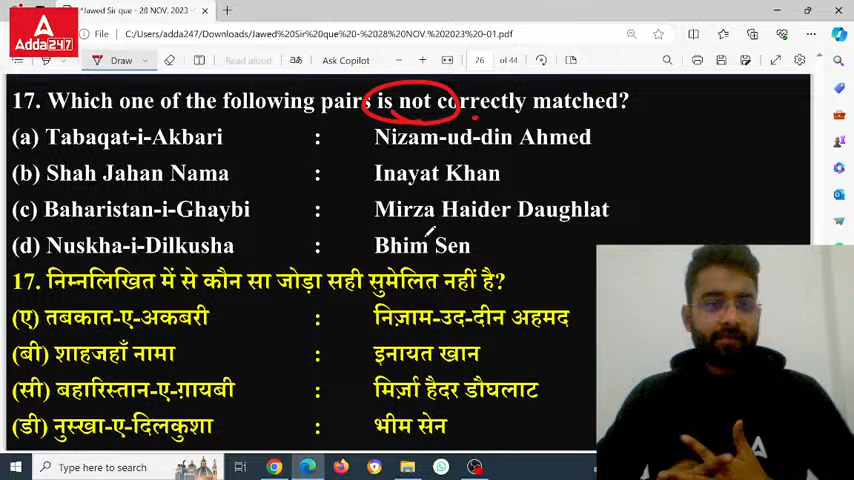 Jawed Sir que - 28 NOV. 2023
Adda247
File
C:/Users/adda247/Downloads/Jawed%20Sir%20que%20-%2028%20NOV.%202023%20-01.pdf
Draw
Read aloud
Ask Copilot
26 of 44
17. Which one of the following pairs is not correctly matched?
(a) Tabaqat-i-Akbari : Nizam-ud-din Ahmed
(b) Shah Jahan Nama : Inayat Khan
(c) Baharistan-i-Ghaybi : Mirza Haider Daughlat
(d) Nuskha-i-Dilkusha : Bhim Sen
17. निम्नलिखित में से कौन सा जोड़ा सही सुमेलित नहीं है?
(ए) तबकात-ए-अकबरी : निज़ाम-उद-दीन अहमद
(बी) शाहजहाँ नामा : इनायत खान
(सी) बहारिस्तान-ए-ग़ायबी : मिर्ज़ा हैदर डौघलाट
(डी) नुस्खा-ए-दिलकुशा : भीम सेन
Type here to search